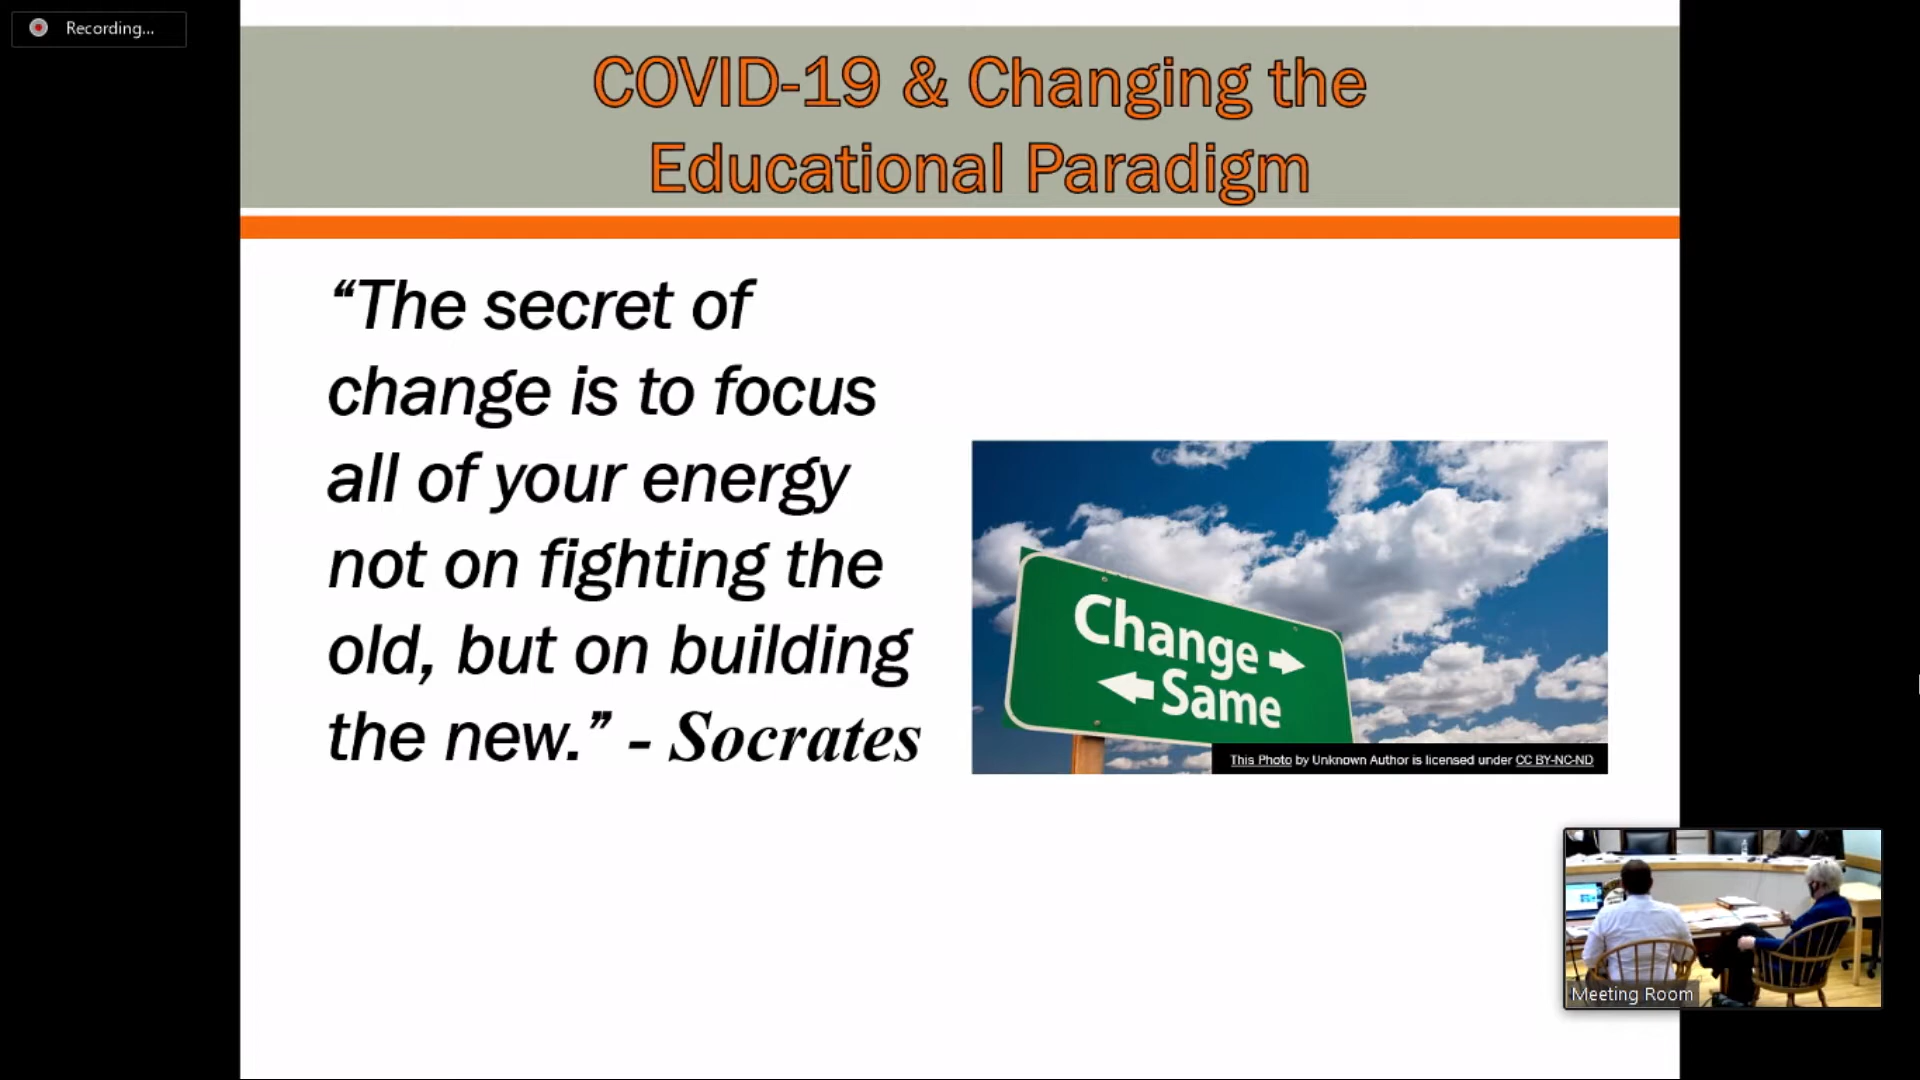 Recording...
COVID-19 & Changing the
Educational Paradigm
“The secret of
change is to focus
all of your energy
not on fighting the
old, but on building
the new.” - Socrates
Change
Same
This Photo by Unknown Author is licensed under CC BY-NC-ND
Meeting Room